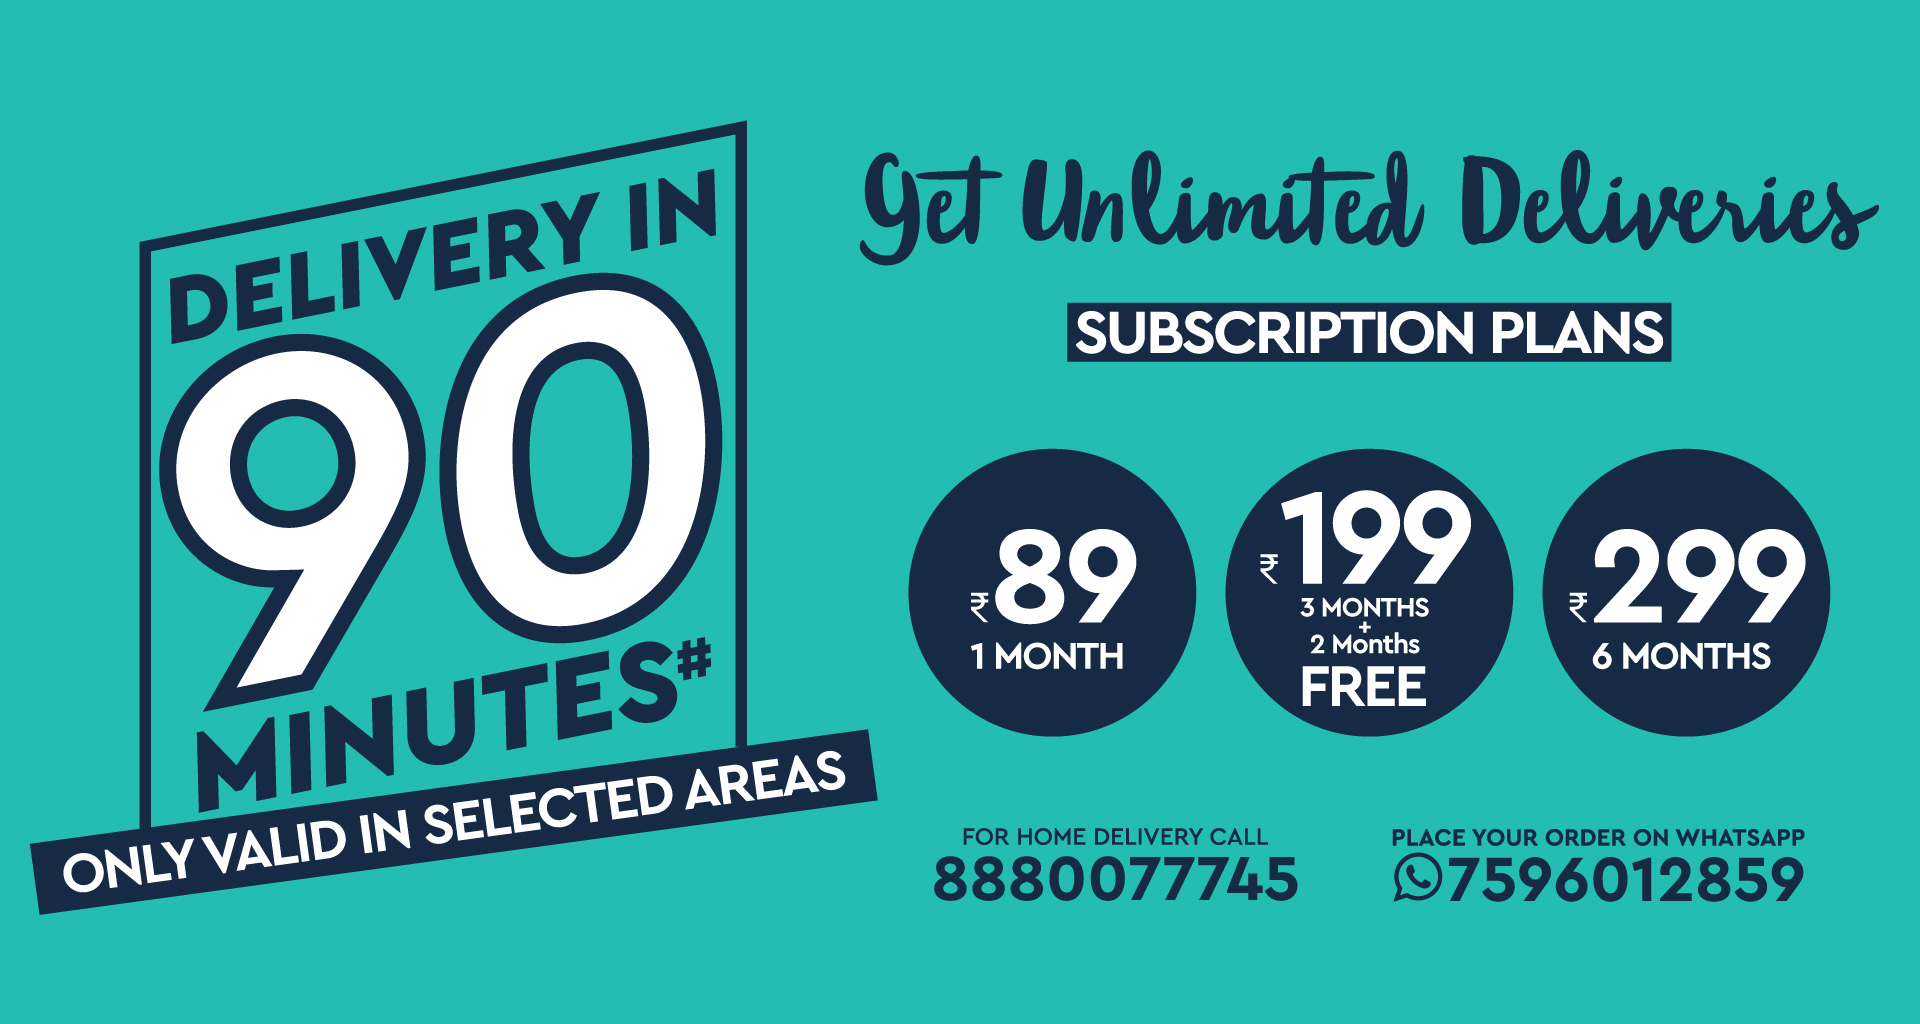 DELIVERY IN
90
MINUTES#
ONLY VALID IN SELECTED AREAS
Get Unlimited Deliveries
SUBSCRIPTION PLANS
₹89
1 MONTH
₹199
3 MONTHS
+
2 Months
FREE
₹299
6 MONTHS
FOR HOME DELIVERY CALL
8880077745
PLACE YOUR ORDER ON WHATSAPP
7596012859